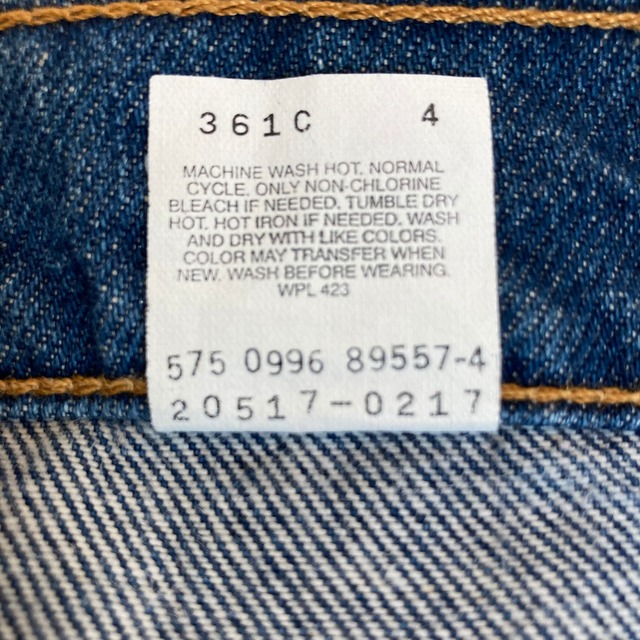 361C 4
MACHINE WASH HOT, NORMAL
CYCLE. ONLY NON-CHLORINE
BLEACH IF NEEDED. TUMBLE DRY
HOT. HOT IRON IF NEEDED. WASH
AND DRY WITH LIKE COLORS.
COLOR MAY TRANSFER WHEN
NEW. WASH BEFORE WEARING.
WPL 423
575 0996 89557-4
20517-0217